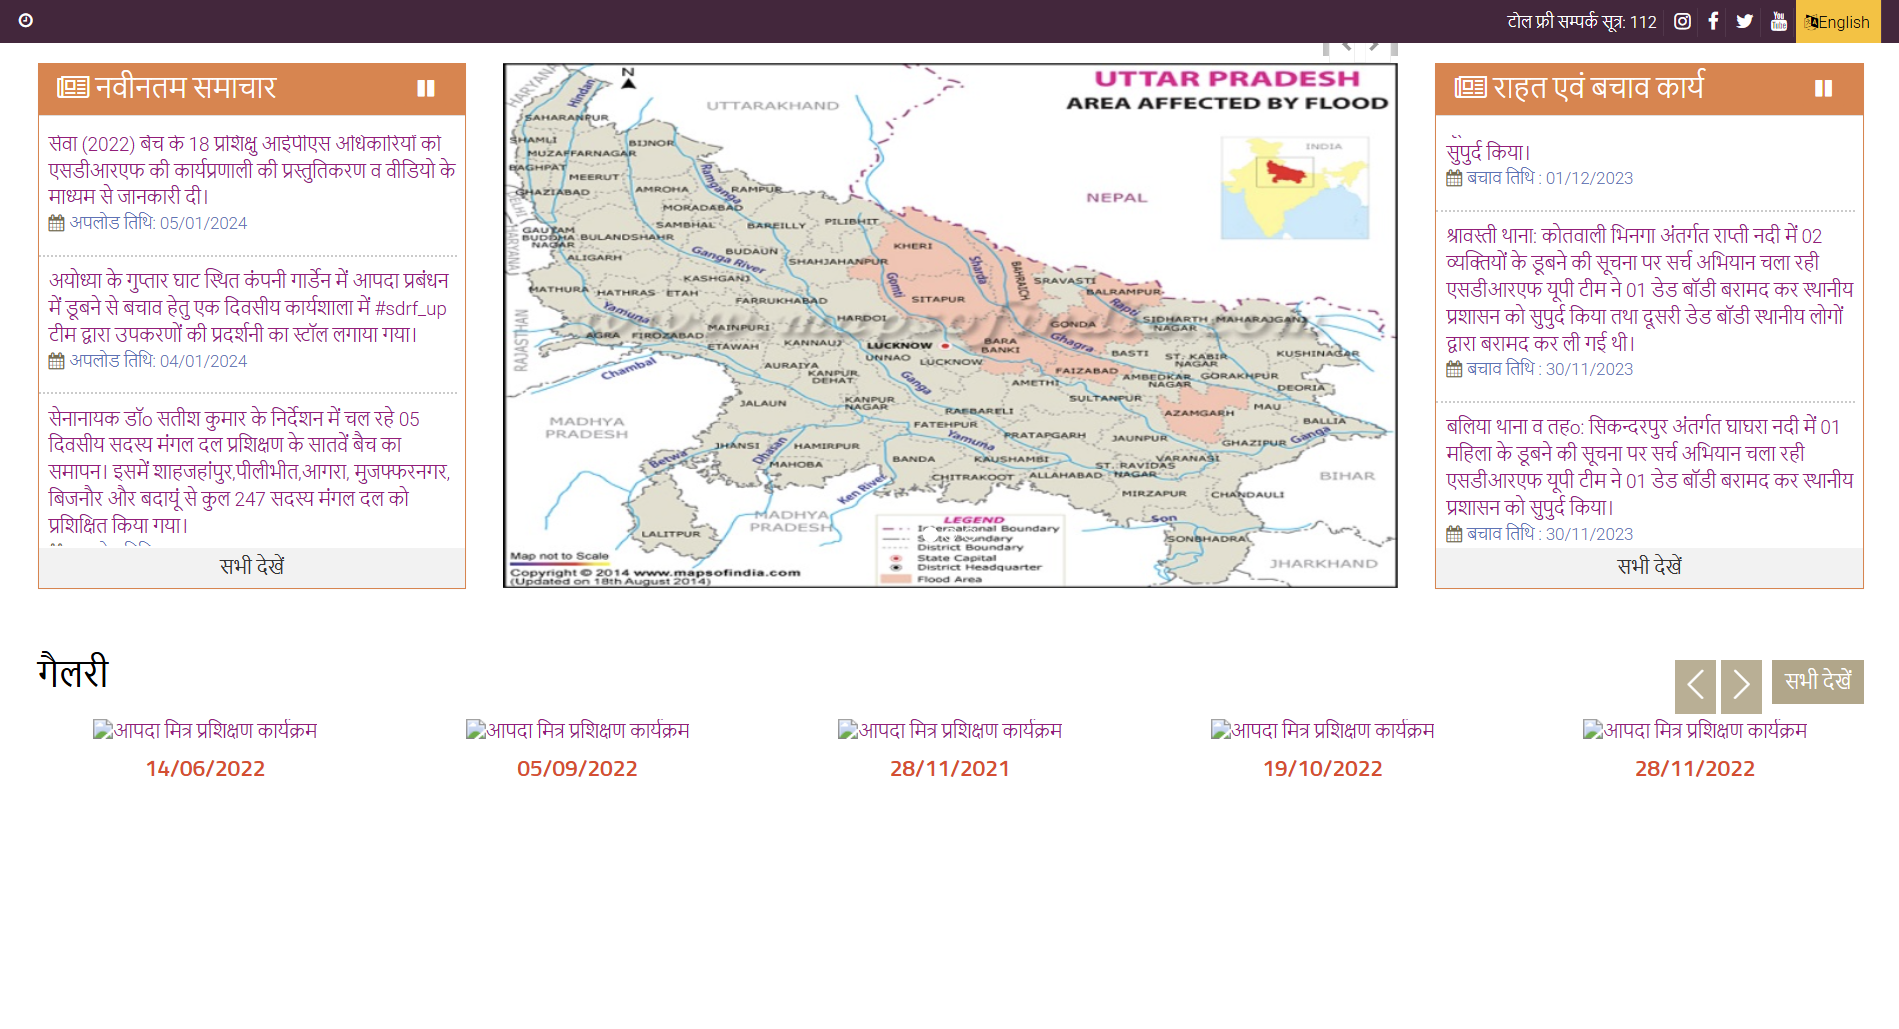 टोल फ्री सम्पर्क सूत्र: 112
English
नवीनतम समाचार
सेवा (2022) बैच के 18 प्रशिक्षु आईपीएस अधिकारियों को
एसडीआरएफ की कार्यप्रणाली की प्रस्तुतिकरण व वीडियो के
माध्यम से जानकारी दी।
अपलोड तिथि: 05/01/2024
अयोध्या के गुप्तार घाट स्थित कंपनी गार्डेन में आपदा प्रबंधन
में डूबने से बचाव हेतु एक दिवसीय कार्यशाला में #sdrf_up
टीम द्वारा उपकरणों की प्रदर्शनी का स्टॉल लगाया गया।
अपलोड तिथि: 04/01/2024
सेनानायक डॉo सतीश कुमार के निर्देशन में चल रहे 05
दिवसीय सदस्य मंगल दल प्रशिक्षण के सातवें बैच का
समापन। इसमें शाहजहांपुर,पीलीभीत,आगरा, मुजफ्फरनगर,
बिजनौर और बदायूं से कुल 247 सदस्य मंगल दल को
प्रशिक्षित किया गया।
सभी देखें
UTTAR PRADESH
AREA AFFECTED BY FLOOD
N
HARYANA
Hindan
UTTARAKHAND
INDIA
SAHARANPUR
SHAMLI
BIJNOR
MUZAFFARNAGAR
BAGHPAT
MEERUT
Ramganga
GHAZIABAD
AMROHA
RAMPUR
NEPAL
DELHI
MORADABAD
HARYANA
SAMBHAL
BAREILLY
PILIBHIT
GAUTAM
BUDDHA
NAGAR
BULANDSHAHR
KHERI
ALIGARH
Ganga River
BUDAUN
SHAHJAHANPUR
Sharda
BAHRAICH
SRAVASTI
KASHGANJ
Gomti
BALRAMPUR
MATHURA
HATHRAS
ETAH
FARRUKHABAD
SITAPUR
Rapti
Yamuna
HARDOI
GONDA
SIDHARTH
NAGAR
MAHARAJGANJ
RAJASTHAN
AGRA
FIROZABAD
MAINPURI
ETAWAH
KANNAUJ
LUCKNOW
BARA
BANKI
Ghagra
UNNAO
LUCKNOW
BASTI
ST. KABIR
NAGAR
KUSHINAGAR
Chambal
AURAIYA
KANPUR
DEHAT
Ganga
FAIZABAD
AMBEDKAR
NAGAR
GORAKHPUR
AMETHI
DEORIA
JALAUN
KANPUR
NAGAR
RAEBARELI
SULTANPUR
AZAMGARH
MAU
MADHYA
PRADESH
FATEHPUR
BALLIA
JHANSI
HAMIRPUR
Yamuna
PRATAPGARH
JAUNPUR
GHAZIPUR
Ganga
Betwa
Dhasan
MAHOBA
BANDA
KAUSHAMBI
VARANASI
ST. RAVIDAS
NAGAR
CHITRAKOOT
ALLAHABAD
BIHAR
Ken River
MIRZAPUR
CHANDAULI
MADHYA
PRADESH
LALITPUR
Son
SONBHADRA
JHARKHAND
LEGEND
International Boundary
State Boundary
District Boundary
State Capital
District Headquarter
Flood Area
Map not to Scale
Copyright © 2014 www.mapsofindia.com
(Updated on 18th August 2014)
राहत एवं बचाव कार्य
सुपुर्द किया।
बचाव तिथि : 01/12/2023
श्रावस्ती थाना: कोतवाली भिनगा अंतर्गत राप्ती नदी में 02
व्यक्तियों के डूबने की सूचना पर सर्च अभियान चला रही
एसडीआरएफ यूपी टीम ने 01 डेड बॉडी बरामद कर स्थानीय
प्रशासन को सुपुर्द किया तथा दूसरी डेड बॉडी स्थानीय लोगों
द्वारा बरामद कर ली गई थी।
बचाव तिथि : 30/11/2023
बलिया थाना व तहo: सिकन्दरपुर अंतर्गत घाघरा नदी में 01
महिला के डूबने की सूचना पर सर्च अभियान चला रही
एसडीआरएफ यूपी टीम ने 01 डेड बॉडी बरामद कर स्थानीय
प्रशासन को सुपुर्द किया।
बचाव तिथि : 30/11/2023
सभी देखें
गैलरी
सभी देखें
आपदा मित्र प्रशिक्षण कार्यक्रम
14/06/2022
आपदा मित्र प्रशिक्षण कार्यक्रम
05/09/2022
आपदा मित्र प्रशिक्षण कार्यक्रम
28/11/2021
आपदा मित्र प्रशिक्षण कार्यक्रम
19/10/2022
आपदा मित्र प्रशिक्षण कार्यक्रम
28/11/2022